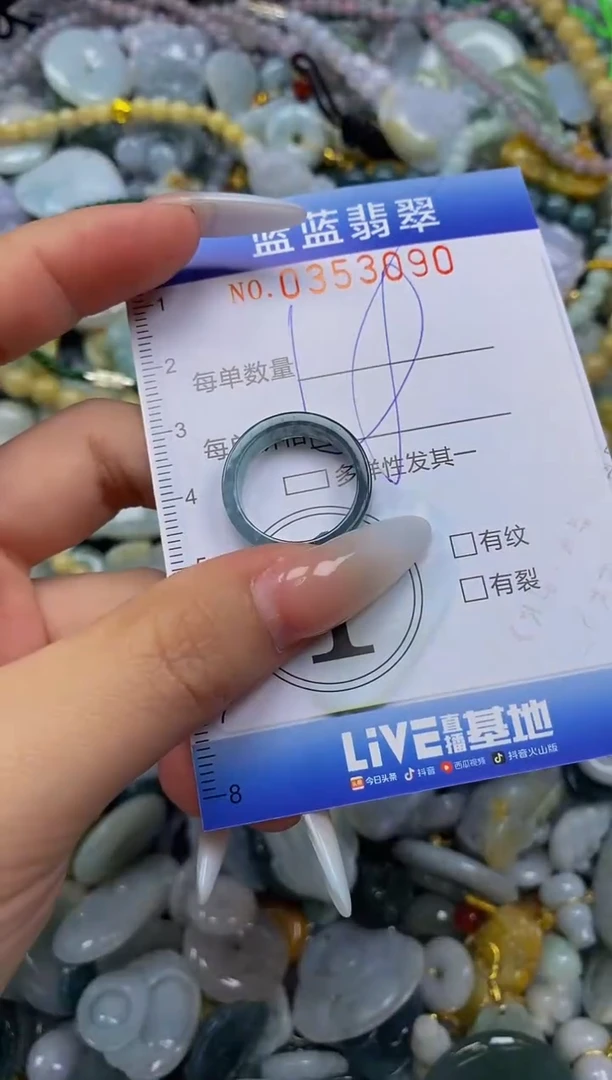 蓝蓝翡翠
NO.0353090
1
2
每单数量
3
多样性发其一
4
有纹
有裂
7
LiVE直播基地
今日头条 抖音 西瓜视频 抖音火山版
8